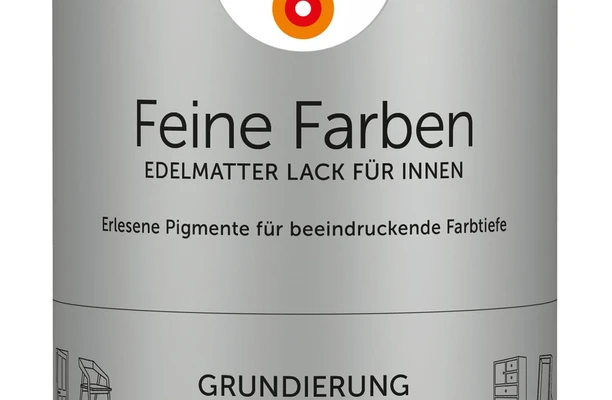 Feine Farben
EDELMATTER LACK FÜR INNEN
Erlesene Pigmente für beeindruckende Farbtiefe
GRUNDIERUNG